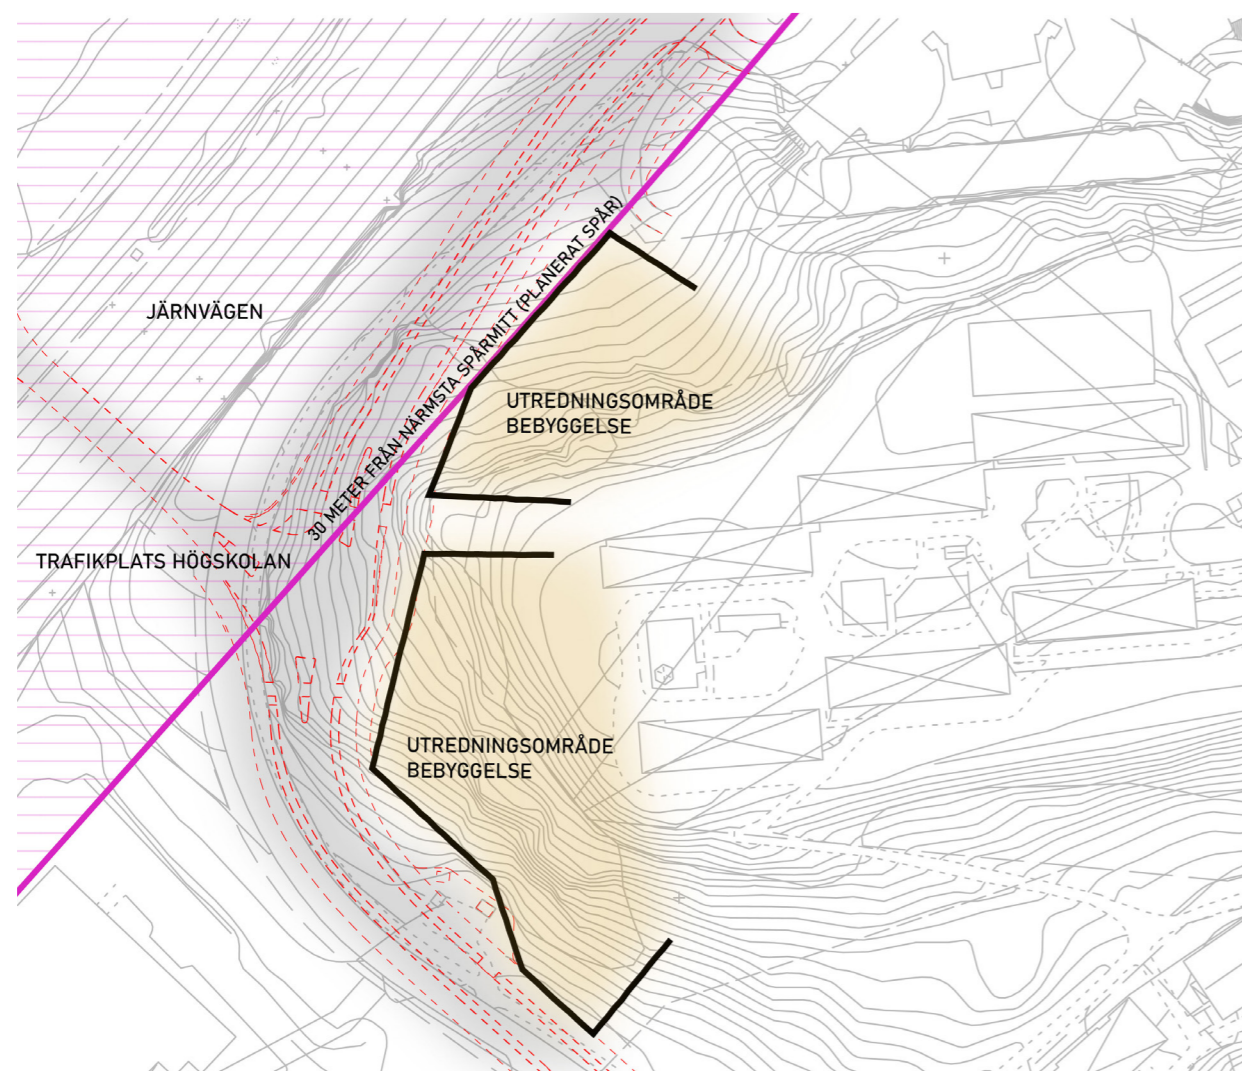 30 METER FRÅN NÄRMSTA SPÅRMITT (PLANERAT SPÅR)
JÄRNVÄGEN
UTREDNINGSOMRÅDE
BEBYGGELSE
TRAFIKPLATS HÖGSKOLAN
UTREDNINGSOMRÅDE
BEBYGGELSE